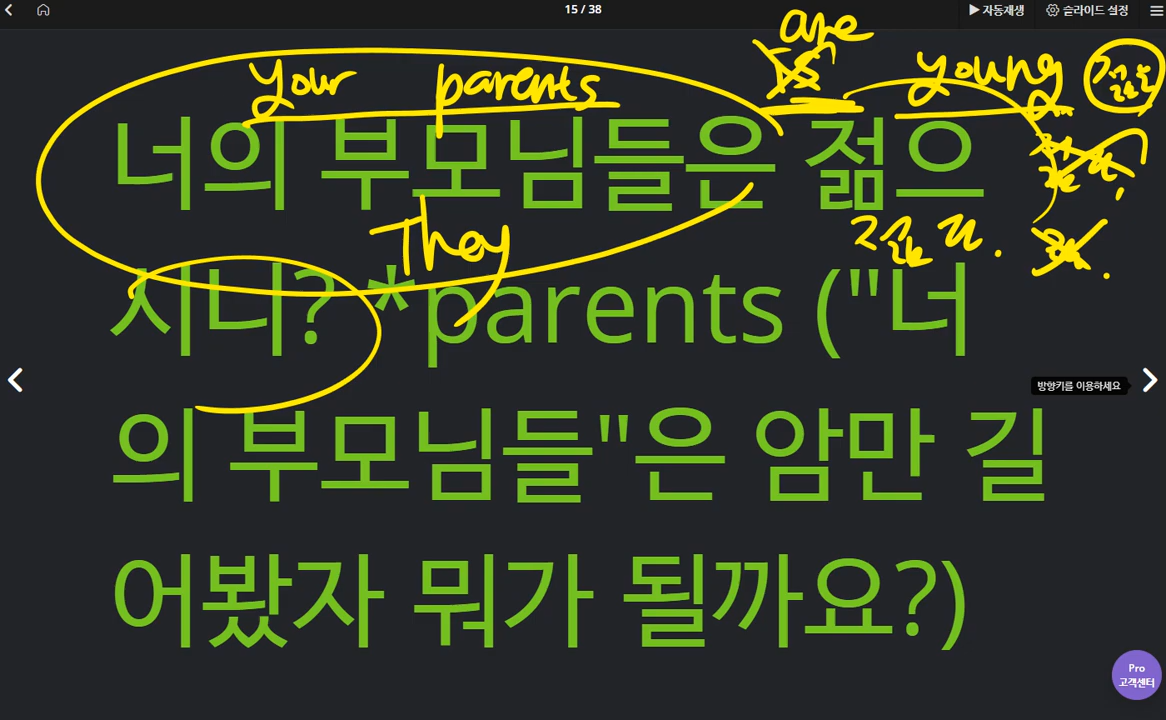 15 / 38
자동재생
슬라이드 설정
are
is
Your parents
young
너의 부모님들은 젊으
They
시니? *parents ("너
방향키를 이용하세요
의 부모님들"은 암만 길
어봤자 뭐가 될까요?)
Pro
고객센터